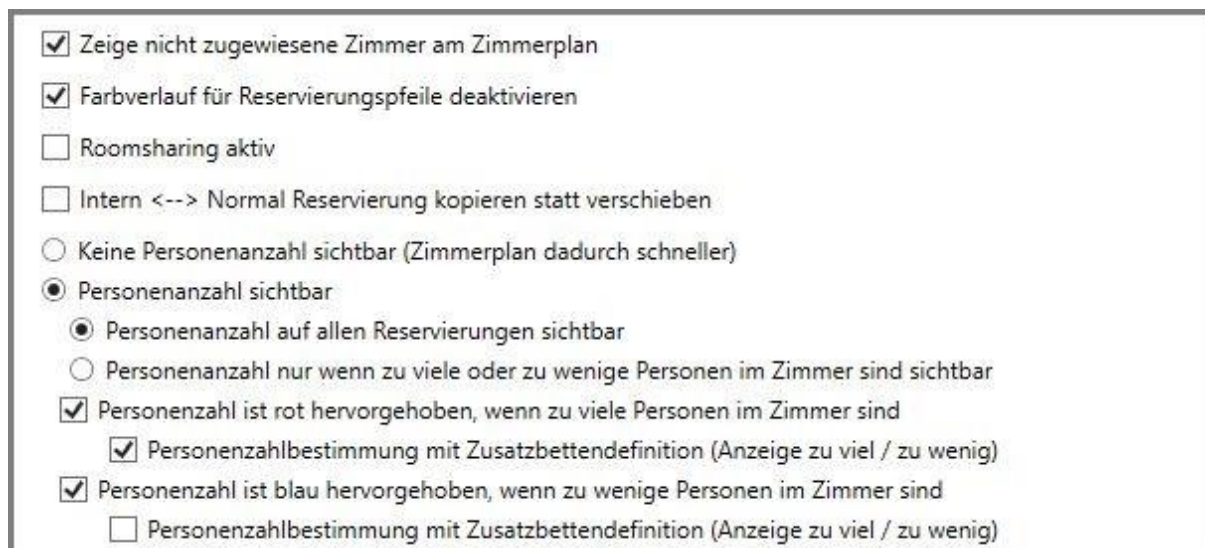 Zeige nicht zugewiesene Zimmer am Zimmerplan
Farbverlauf für Reservierungspfeile deaktivieren
Roomsharing aktiv
Intern <--> Normal Reservierung kopieren statt verschieben
Keine Personenanzahl sichtbar (Zimmerplan dadurch schneller)
Personenanzahl sichtbar
Personenanzahl auf allen Reservierungen sichtbar
Personenanzahl nur wenn zu viele oder zu wenige Personen im Zimmer sind sichtbar
Personenzahl ist rot hervorgehoben, wenn zu viele Personen im Zimmer sind
Personenzahlbestimmung mit Zusatzbettendefinition (Anzeige zu viel / zu wenig)
Personenzahl ist blau hervorgehoben, wenn zu wenige Personen im Zimmer sind
Personenzahlbestimmung mit Zusatzbettendefinition (Anzeige zu viel / zu wenig)